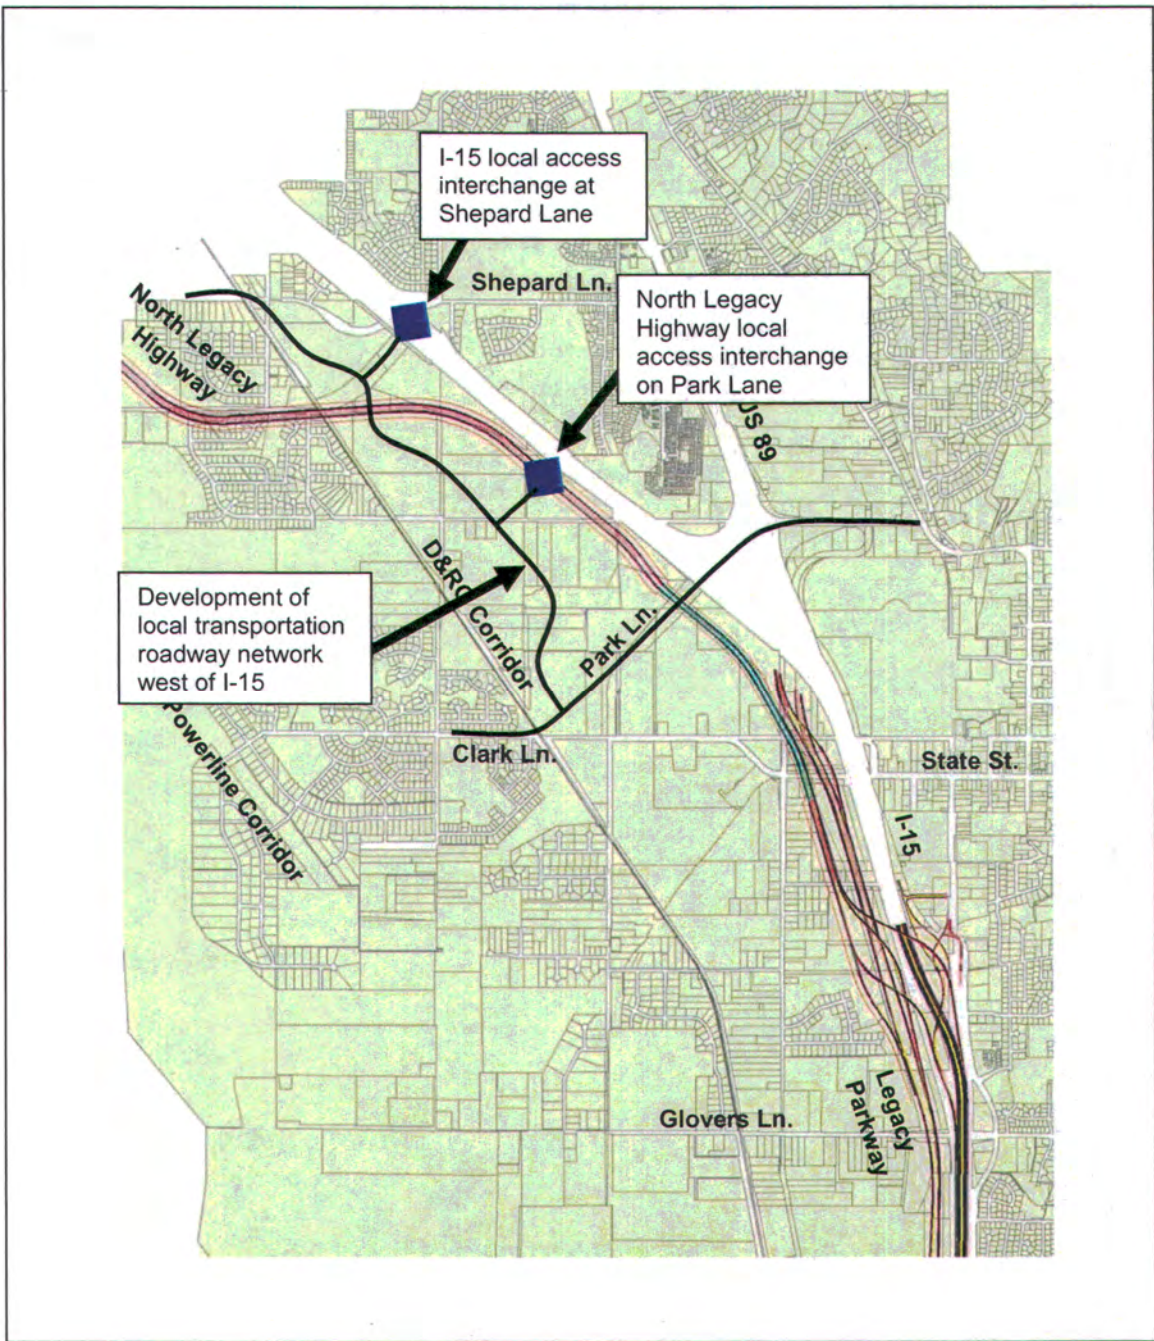 I-15 local access
interchange at
Shepard Lane
Shepard Ln.
North Legacy
Highway local
access interchange
on Park Lane
North Legacy
Highway
US 89
D&RG Corridor
Development of
local transportation
roadway network
west of I-15
Park Ln.
Powerline Corridor
Clark Ln.
State St.
I-15
Legacy
Parkway
Glovers Ln.